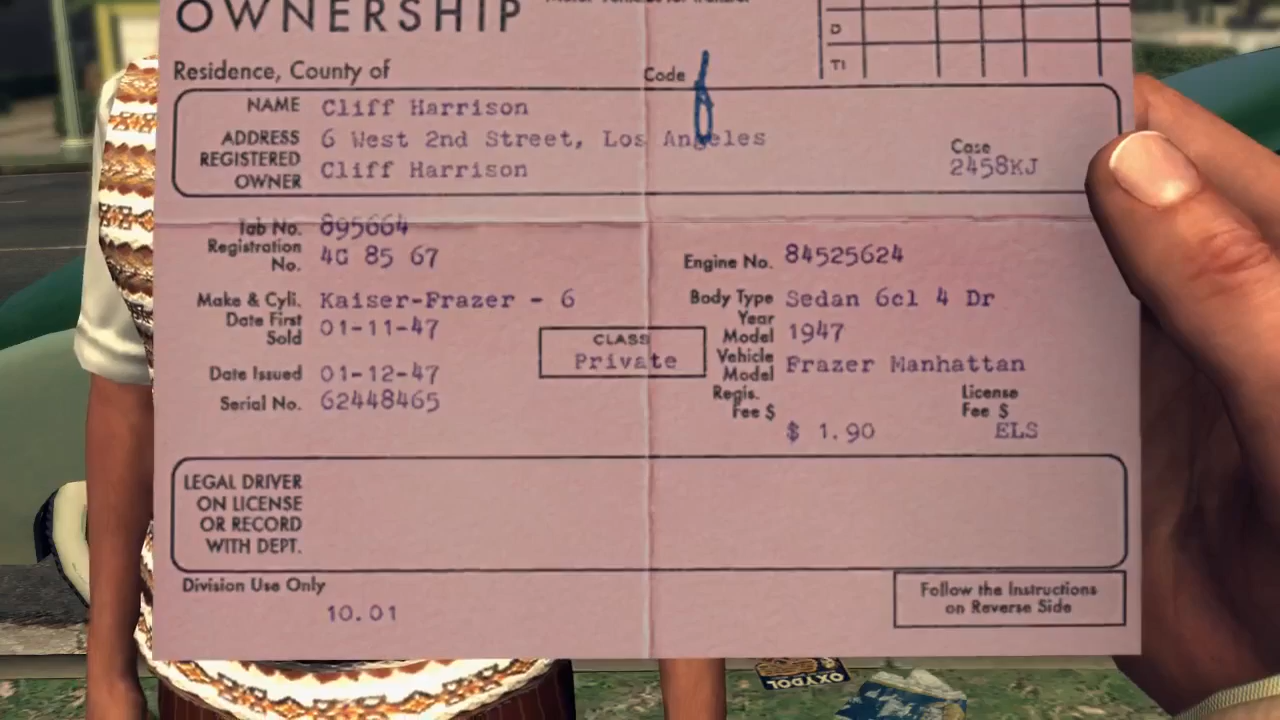 OWNERSHIP
D
T1
Residence, County of
Code
NAME Cliff Harrison
ADDRESS 6 West 2nd Street, Los Angeles
REGISTERED OWNER Cliff Harrison
Case
2458KJ
Tab No. 895664
Registration No. 4G 85 67
Engine No. 84525624
Make & Cyli. Kaiser-Frazer - 6
Body Type Sedan 6cl 4 Dr
Date First Sold 01-11-47
Year Model 1947
CLASS
Private
Vehicle Model Frazer Manhattan
Date Issued 01-12-47
Serial No. 62448465
Regis. Fee $
$ 1.90
License
Fee $
ELS
LEGAL DRIVER
ON LICENSE
OR RECORD
WITH DEPT.
Division Use Only
10.01
Follow the Instructions
on Reverse Side
OXYDOL